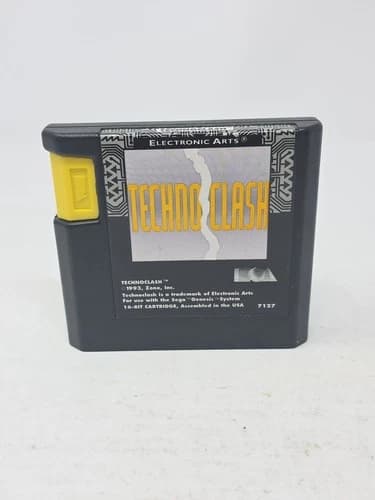 ELECTRONIC ARTS®
TECHNO CLASH
EA
TECHNOCLASH™
©1993, Zono, Inc.
Technoclash is a trademark of Electronic Arts
For use with the Sega™ Genesis™ System
16-BIT CARTRIDGE, Assembled in the USA 7127